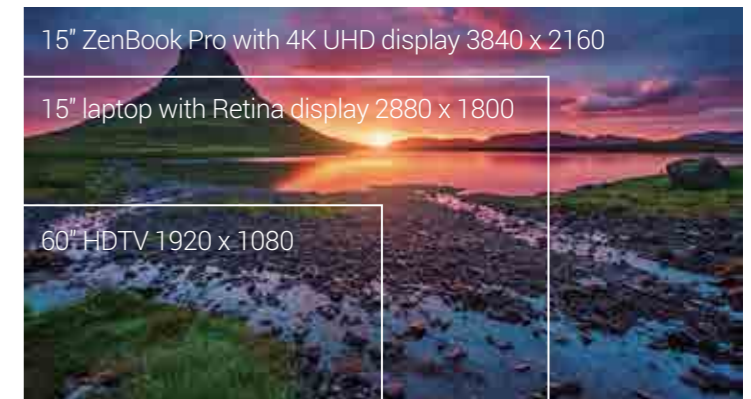 15" ZenBook Pro with 4K UHD display 3840 x 2160
15" laptop with Retina display 2880 x 1800
60" HDTV 1920 x 1080